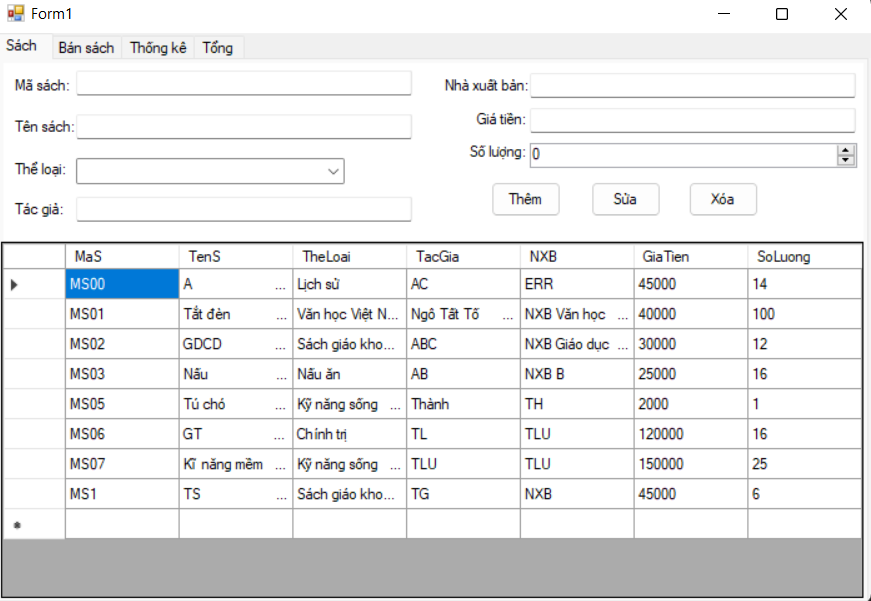 Form1
Sách Bán sách Thống kê Tổng
Mã sách: Nhà xuất bản:
Giá tiền:
Tên sách:
Số lượng: 0
Thể loại:
Thêm Sửa Xóa
Tác giả:
MaS TenS TheLoai TacGia NXB GiaTien SoLuong
MS00 A ... Lịch sử AC ERR 45000 14
MS01 Tắt đèn ... Văn học Việt N... Ngô Tất Tố ... NXB Văn học ... 40000 100
MS02 GDCD ... Sách giáo kho... ABC NXB Giáo dục ... 30000 12
MS03 Nấu ... Nấu ăn AB NXB B 25000 16
MS05 Tú chó ... Kỹ năng sống ... Thành TH 2000 1
MS06 GT ... Chính trị TL TLU 120000 16
MS07 Kĩ năng mềm ... Kỹ năng sống ... TLU TLU 150000 25
MS1 TS ... Sách giáo kho... TG NXB 45000 6